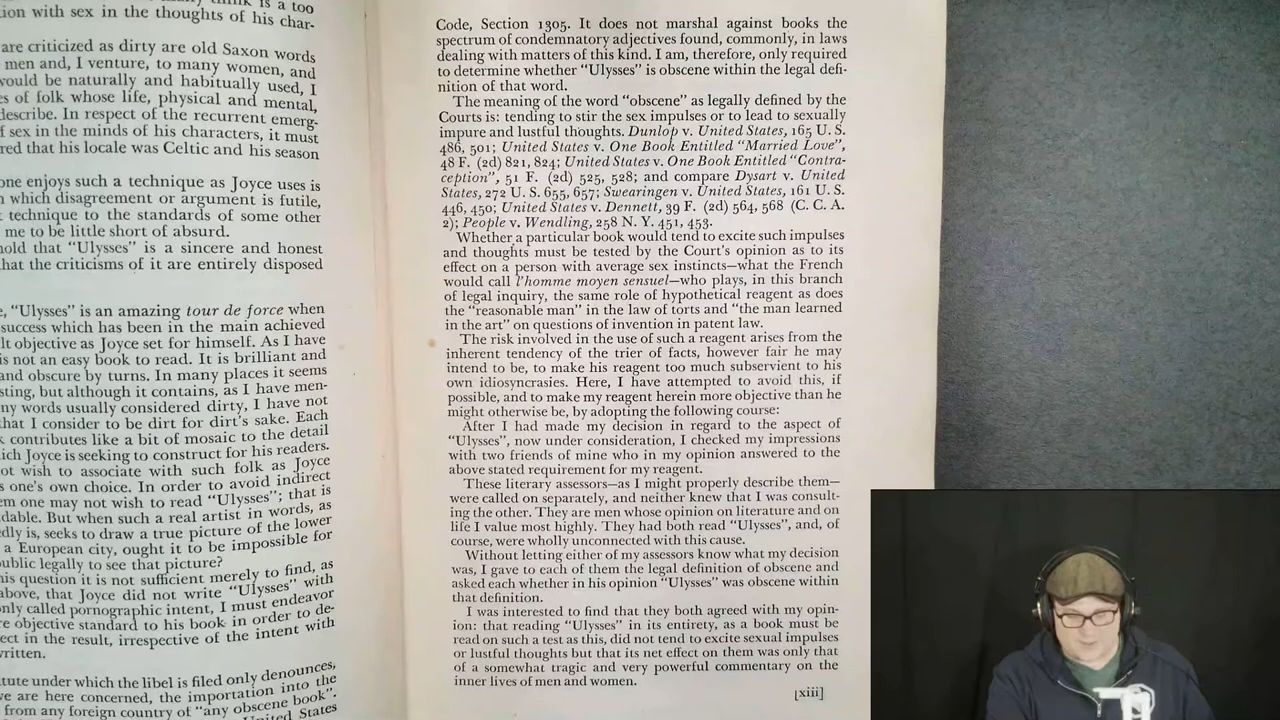 think is a too
ion with sex in the thoughts of his char-
are criticized as dirty are old Saxon words
men and, I venture, to many women, and
would be naturally and habitually used, I
es of folk whose life, physical and mental,
describe. In respect of the recurrent emerg-
f sex in the minds of his characters, it must
red that his locale was Celtic and his season
one enjoys such a technique as Joyce uses is
n which disagreement or argument is futile,
technique to the standards of some other
me to be little short of absurd.
hold that "Ulysses" is a sincere and honest
hat the criticisms of it are entirely disposed
e, "Ulysses" is an amazing tour de force when
success which has been in the main achieved
lt objective as Joyce set for himself. As I have
is not an easy book to read. It is brilliant and
and obscure by turns. In many places it seems
sting, but although it contains, as I have men-
ny words usually considered dirty, I have not
that I consider to be dirt for dirt's sake. Each
k contributes like a bit of mosaic to the detail
ich Joyce is seeking to construct for his readers.
ot wish to associate with such folk as Joyce
s one's own choice. In order to avoid indirect
em one may not wish to read "Ulysses"; that is
dable. But when such a real artist in words, as
edly is, seeks to draw a true picture of the lower
a European city, ought it to be impossible for
public legally to see that picture?
his question it is not sufficient merely to find, as
above, that Joyce did not write "Ulysses" with
only called pornographic intent, I must endeavor
re objective standard to his book in order to de-
ect in the result, irrespective of the intent with
written.
tute under which the libel is filed only denounces,
we are here concerned, the importation into the
from any foreign country of "any obscene book".
United States
Code, Section 1305. It does not marshal against books the
spectrum of condemnatory adjectives found, commonly, in laws
dealing with matters of this kind. I am, therefore, only required
to determine whether "Ulysses" is obscene within the legal defi-
nition of that word.
The meaning of the word "obscene" as legally defined by the
Courts is: tending to stir the sex impulses or to lead to sexually
impure and lustful thoughts. Dunlop v. United States, 165 U. S.
486, 501; United States v. One Book Entitled "Married Love",
48 F. (2d) 821, 824; United States v. One Book Entitled "Contra-
ception", 51 F. (2d) 525, 528; and compare Dysart v. United
States, 272 U. S. 655, 657; Swearingen v. United States, 161 U. S.
446, 450; United States v. Dennett, 39 F. (2d) 564, 568 (C. C. A.
2); People v. Wendling, 258 N. Y. 451, 453.
Whether a particular book would tend to excite such impulses
and thoughts must be tested by the Court's opinion as to its
effect on a person with average sex instincts—what the French
would call l'homme moyen sensuel—who plays, in this branch
of legal inquiry, the same role of hypothetical reagent as does
the "reasonable man" in the law of torts and "the man learned
in the art" on questions of invention in patent law.
The risk involved in the use of such a reagent arises from the
inherent tendency of the trier of facts, however fair he may
intend to be, to make his reagent too much subservient to his
own idiosyncrasies. Here, I have attempted to avoid this, if
possible, and to make my reagent herein more objective than he
might otherwise be, by adopting the following course:
After I had made my decision in regard to the aspect of
"Ulysses", now under consideration, I checked my impressions
with two friends of mine who in my opinion answered to the
above stated requirement for my reagent.
These literary assessors—as I might properly describe them—
were called on separately, and neither knew that I was consult-
ing the other. They are men whose opinion on literature and on
life I value most highly. They had both read "Ulysses", and, of
course, were wholly unconnected with this cause.
Without letting either of my assessors know what my decision
was, I gave to each of them the legal definition of obscene and
asked each whether in his opinion "Ulysses" was obscene within
that definition.
I was interested to find that they both agreed with my opin-
ion: that reading "Ulysses" in its entirety, as a book must be
read on such a test as this, did not tend to excite sexual impulses
or lustful thoughts but that its net effect on them was only that
of a somewhat tragic and very powerful commentary on the
inner lives of men and women.
[xiii]